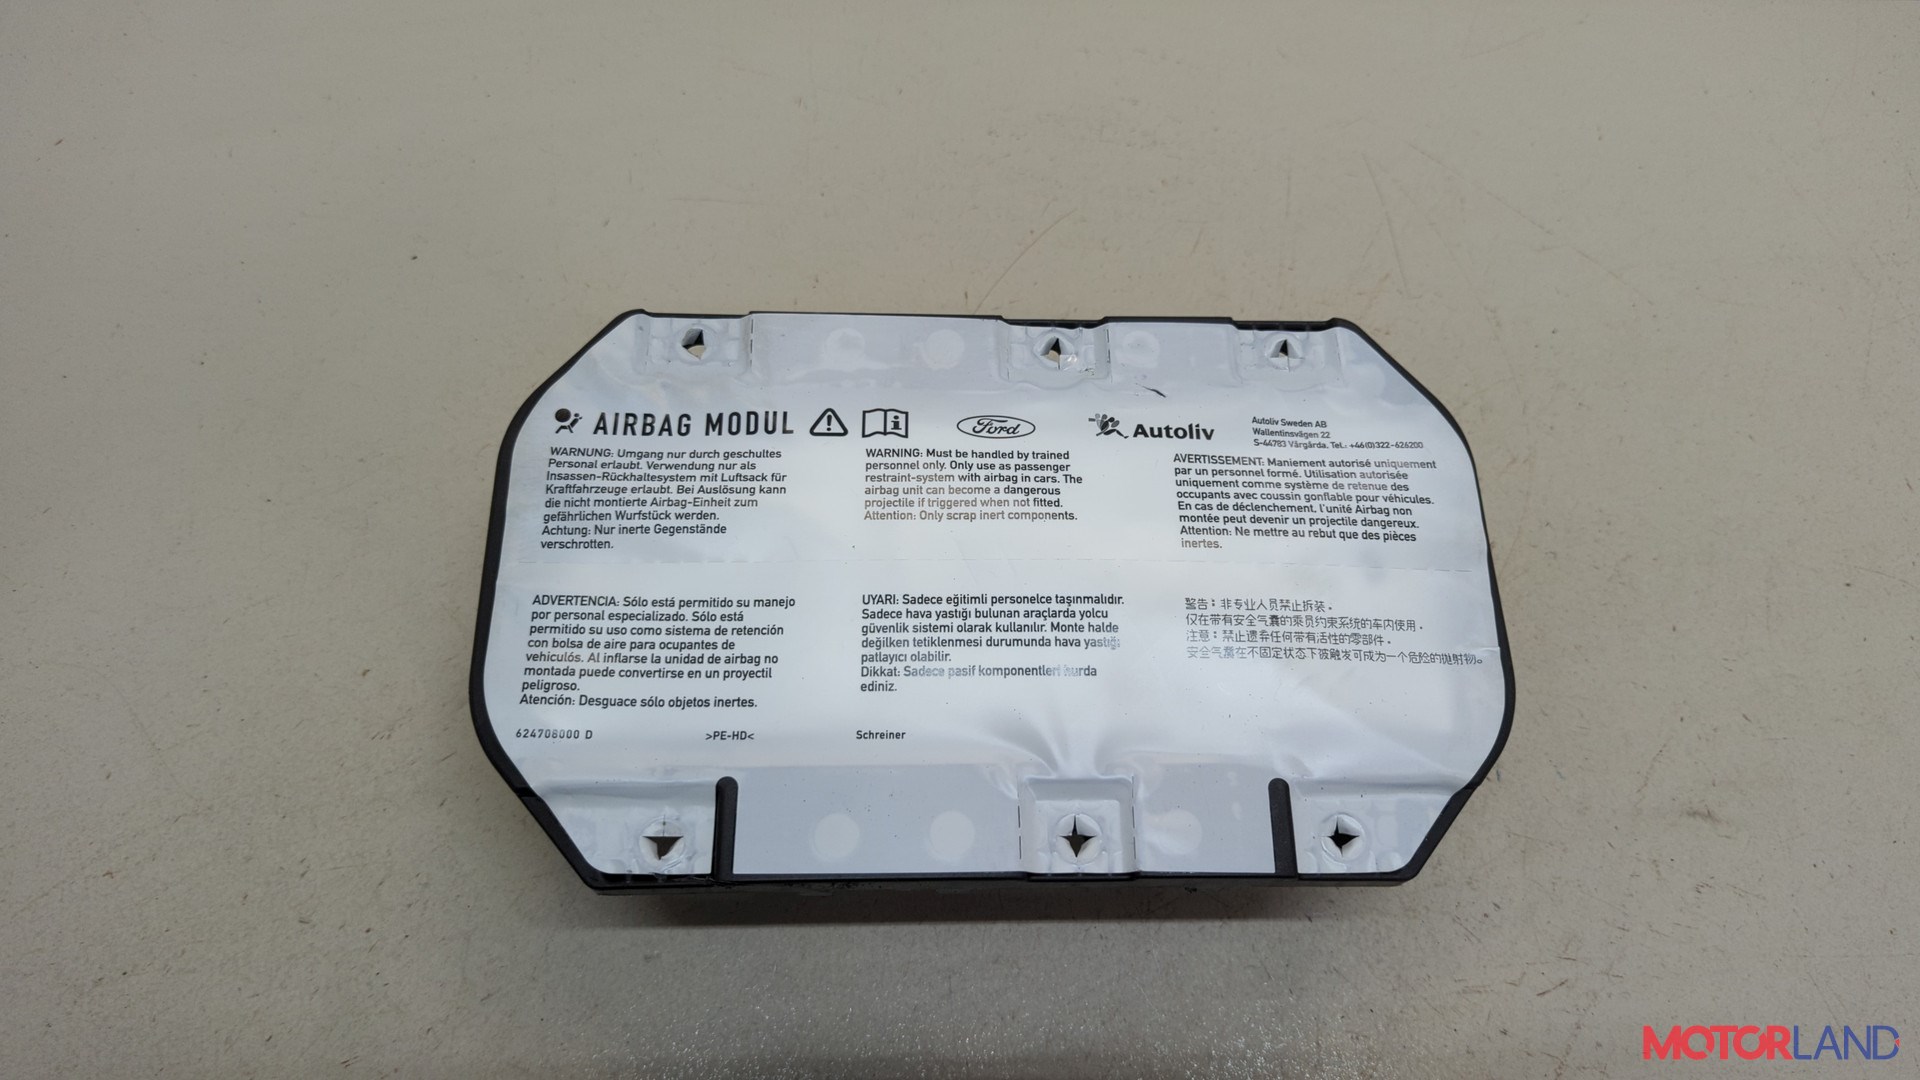 AIRBAG MODUL
Ford
Autoliv
Autoliv Sweden AB
Wallentinsvägen 22
S-44783 Vårgårda. Tel.: +46(0)322-626200
WARNUNG: Umgang nur durch geschultes
Personal erlaubt. Verwendung nur als
Insassen-Rückhaltesystem mit Luftsack für
Kraftfahrzeuge erlaubt. Bei Auslösung kann
die nicht montierte Airbag-Einheit zum
gefährlichen Wurfstück werden.
Achtung: Nur inerte Gegenstände
verschrotten.
WARNING: Must be handled by trained
personnel only. Only use as passenger
restraint-system with airbag in cars. The
airbag unit can become a dangerous
projectile if triggered when not fitted.
Attention: Only scrap inert components.
AVERTISSEMENT: Maniement autorisé uniquement
par un personnel formé. Utilisation autorisée
uniquement comme système de retenue des
occupants avec coussin gonflable pour véhicules.
En cas de déclenchement, l'unité Airbag non
montée peut devenir un projectile dangereux.
Attention: Ne mettre au rebut que des pièces
inertes.
ADVERTENCIA: Sólo está permitido su manejo
por personal especializado. Sólo está
permitido su uso como sistema de retención
con bolsa de aire para ocupantes de
vehículós. Al inflarse la unidad de airbag no
montada puede convertirse en un proyectil
peligroso.
Atención: Desguace sólo objetos inertes.
UYARI: Sadece eğitimli personelce taşınmalıdır.
Sadece hava yastığı bulunan araçlarda yolcu
güvenlik sistemi olarak kullanılır. Monte halde
değilken tetiklenmesi durumunda hava yastığı
patlayıcı olabilir.
Dikkat: Sadece pasif komponentleri hurda
ediniz.
警告：非专业人员禁止拆装。
仅在带有安全气囊的乘员约束系统的车内使用。
注意：禁止遗弃任何带有活性的零部件。
安全气囊在不固定状态下被触发可成为一个危险的抛射物。
624708000 D
>PE-HD<
Schreiner
MOTORLAND